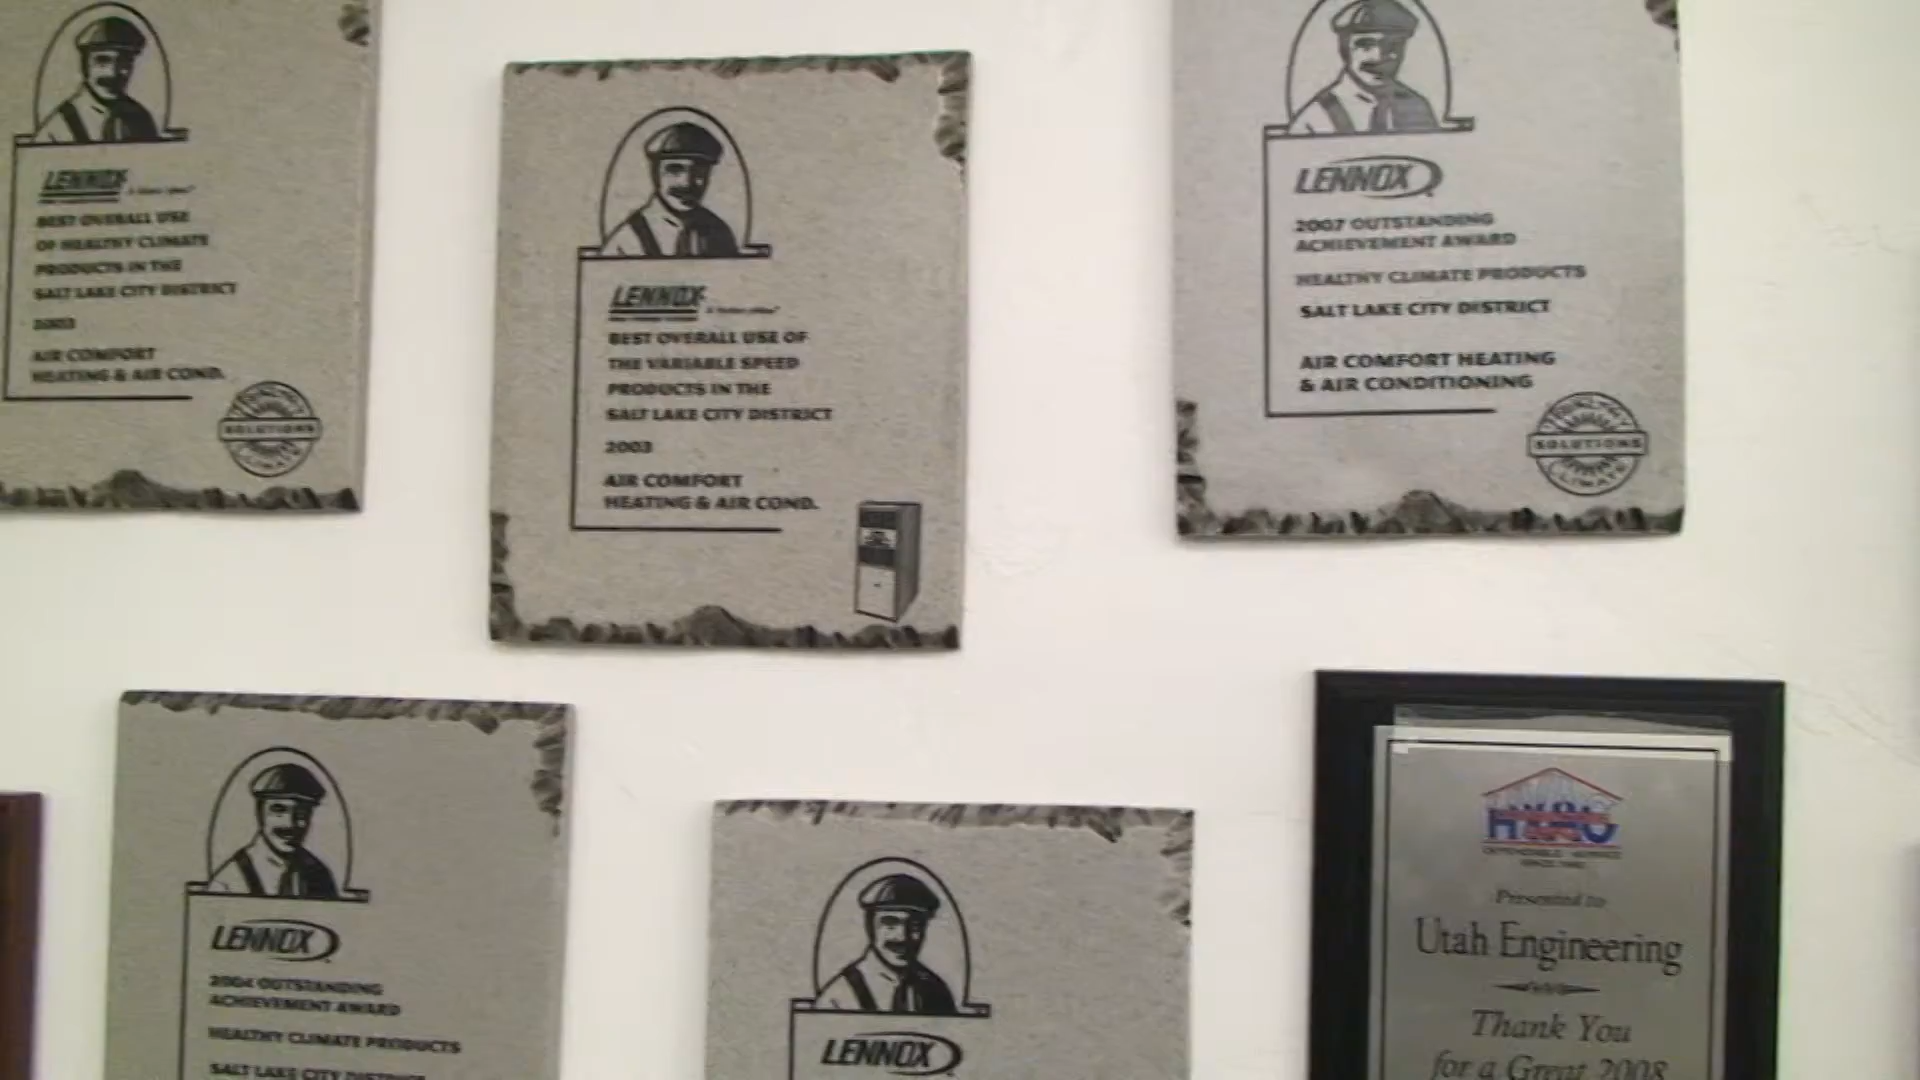 LENNOX
BEST OVERALL USE
OF HEALTHY CLIMATE
PRODUCTS IN THE
SALT LAKE CITY DISTRICT
2003
AIR COMFORT
HEATING & AIR COND.
SOLUTIONS
CLIMATE
LENNOX
BEST OVERALL USE OF
THE VARIABLE SPEED
PRODUCTS IN THE
SALT LAKE CITY DISTRICT
2003
AIR COMFORT
HEATING & AIR COND.
LENNOX
2007 OUTSTANDING
ACHIEVEMENT AWARD
HEALTHY CLIMATE PRODUCTS
SALT LAKE CITY DISTRICT
AIR COMFORT HEATING
& AIR CONDITIONING
SOLUTIONS
CLIMATE
LENNOX
2004 OUTSTANDING
ACHIEVEMENT AWARD
HEALTHY CLIMATE PRODUCTS
SALT LAKE CITY DISTRICT
LENNOX
Presented to
Utah Engineering
Thank You
for a Great 2008